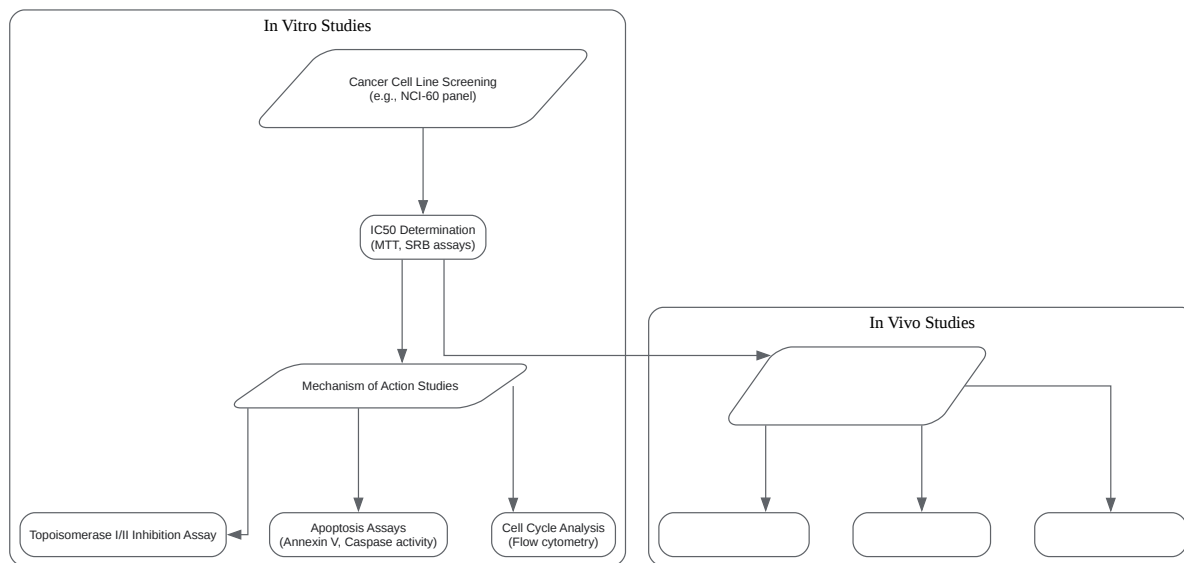 In Vitro Studies
Cancer Cell Line Screening
(e.g., NCI-60 panel)
IC50 Determination
(MTT, SRB assays)
In Vivo Studies
Mechanism of Action Studies
Topoisomerase I/II Inhibition Assay
Apoptosis Assays
(Annexin V, Caspase activity)
Cell Cycle Analysis
(Flow cytometry)